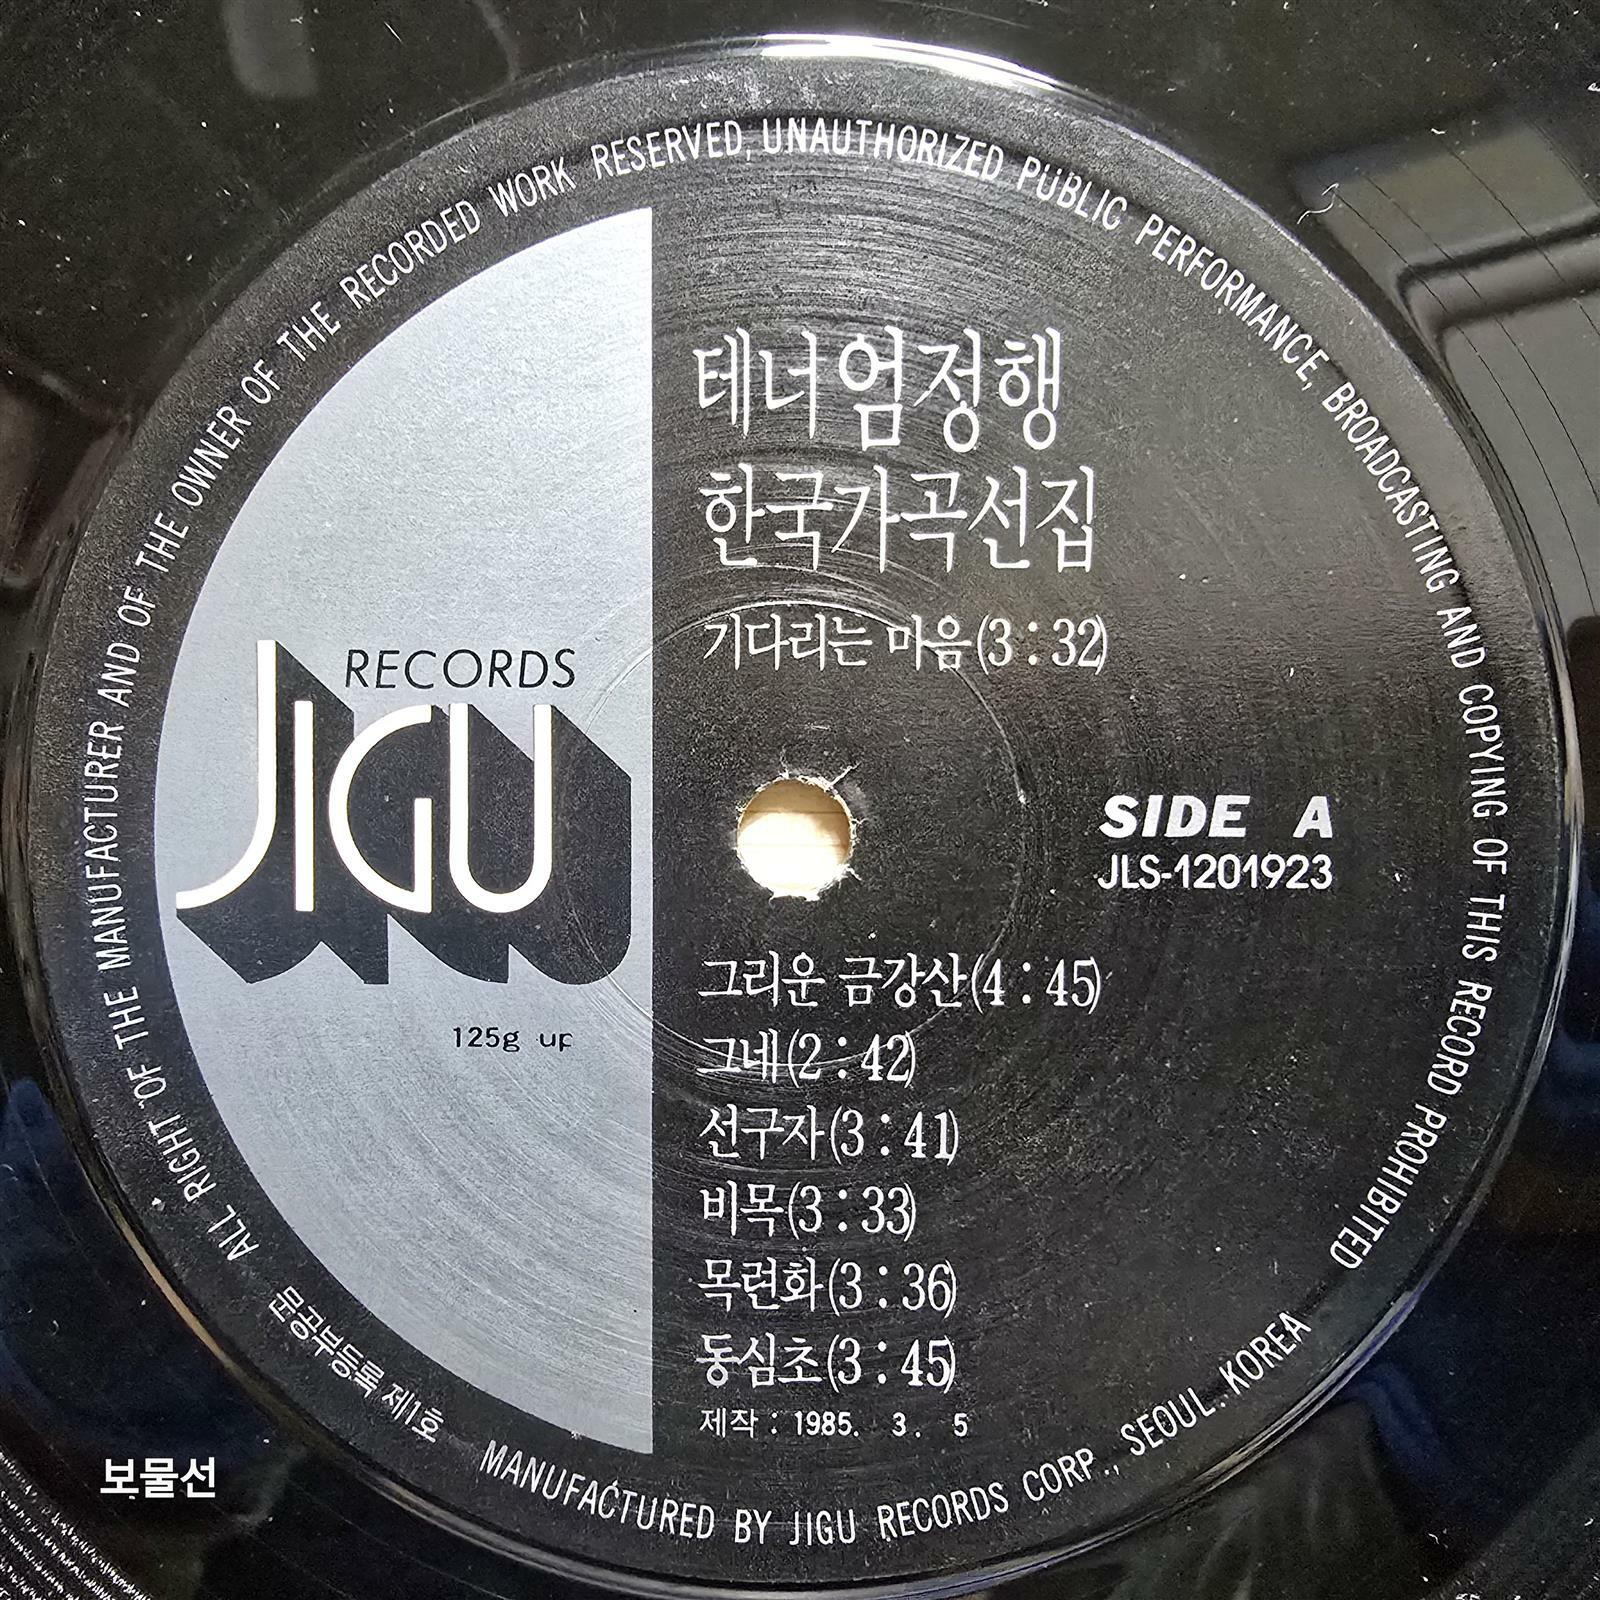 ALL RIGHT OF THE MANUFACTURER AND OF THE OWNER OF THE RECORDED WORK RESERVED, UNAUTHORIZED PUBLIC PERFORMANCE, BROADCASTING AND COPYING OF THIS RECORD PROHIBITED
테너 엄정행
한국가곡선집
기다리는 마음(3:32)
RECORDS
JIGU
SIDE A
JLS-1201923
125g up
그리운 금강산(4:45)
그네(2:42)
선구자(3:41)
비목(3:33)
목련화(3:36)
동심초(3:45)
제작: 1985. 3. 5
문공부등록 제1호
MANUFACTURED BY JIGU RECORDS CORP., SEOUL. KOREA
보물선